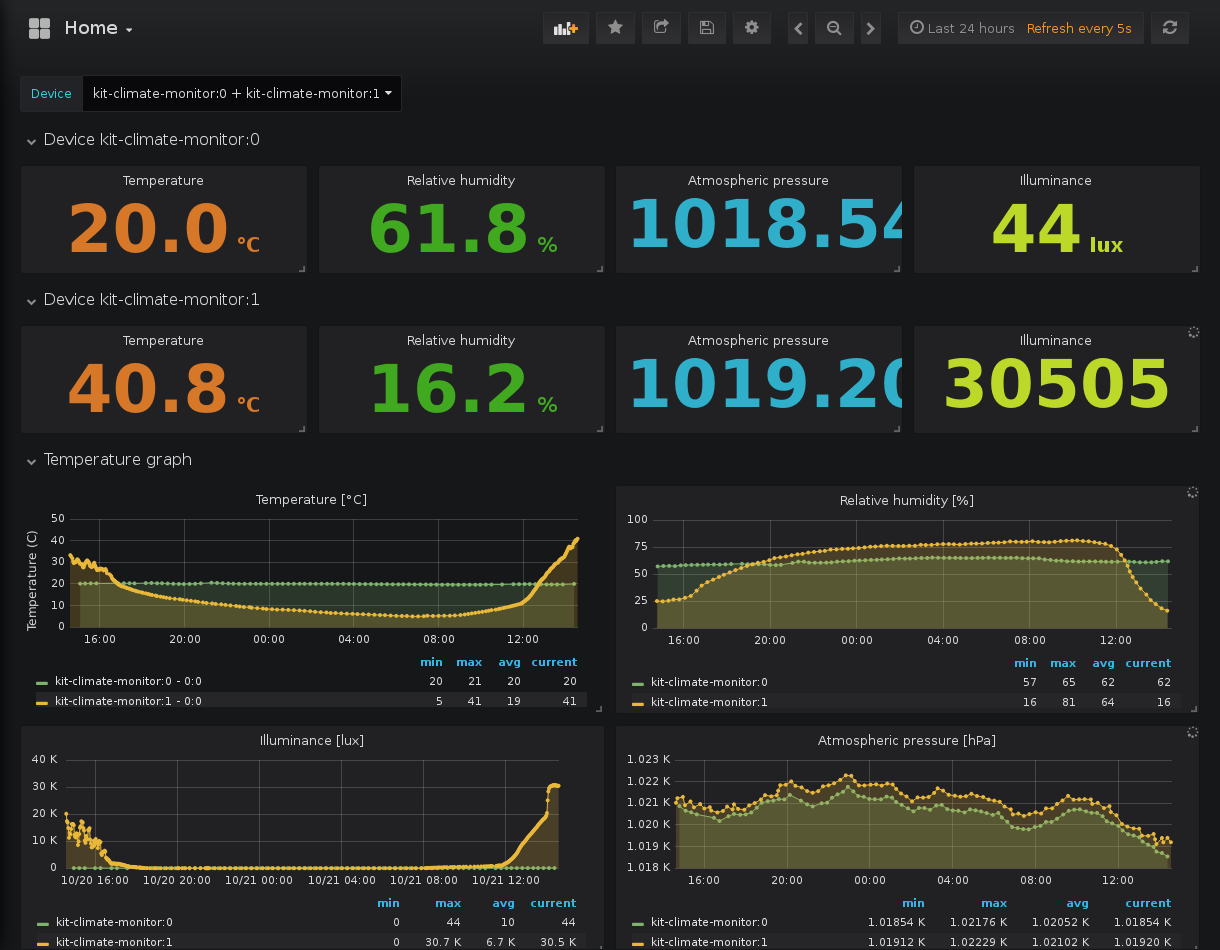 Home
Last 24 hours Refresh every 5s
Device kit-climate-monitor:0 + kit-climate-monitor:1
Device kit-climate-monitor:0
Temperature Relative humidity Atmospheric pressure Illuminance
20.0 °C 61.8 % 1018.54 44 lux
Device kit-climate-monitor:1
Temperature Relative humidity Atmospheric pressure Illuminance
40.8 °C 16.2 % 1019.20 30505
Temperature graph
Temperature [°C]
Temperature (C)
50
40
30
20
10
0
16:00 20:00 00:00 04:00 08:00 12:00
min max avg current
kit-climate-monitor:0 - 0:0 20 21 20 20
kit-climate-monitor:1 - 0:0 5 41 19 41
Relative humidity [%]
100
75
50
25
0
16:00 20:00 00:00 04:00 08:00 12:00
min max avg current
kit-climate-monitor:0 57 65 62 62
kit-climate-monitor:1 16 81 64 16
Illuminance [lux]
40 K
30 K
20 K
10 K
0
10/20 16:00 10/20 20:00 10/21 00:00 10/21 04:00 10/21 08:00 10/21 12:00
min max avg current
kit-climate-monitor:0 0 44 10 44
kit-climate-monitor:1 0 30.7 K 6.7 K 30.5 K
Atmospheric pressure [hPa]
1.023 K
1.022 K
1.021 K
1.020 K
1.019 K
1.018 K
16:00 20:00 00:00 04:00 08:00 12:00
min max avg current
kit-climate-monitor:0 1.01854 K 1.02176 K 1.02052 K 1.01854 K
kit-climate-monitor:1 1.01912 K 1.02229 K 1.02102 K 1.01920 K